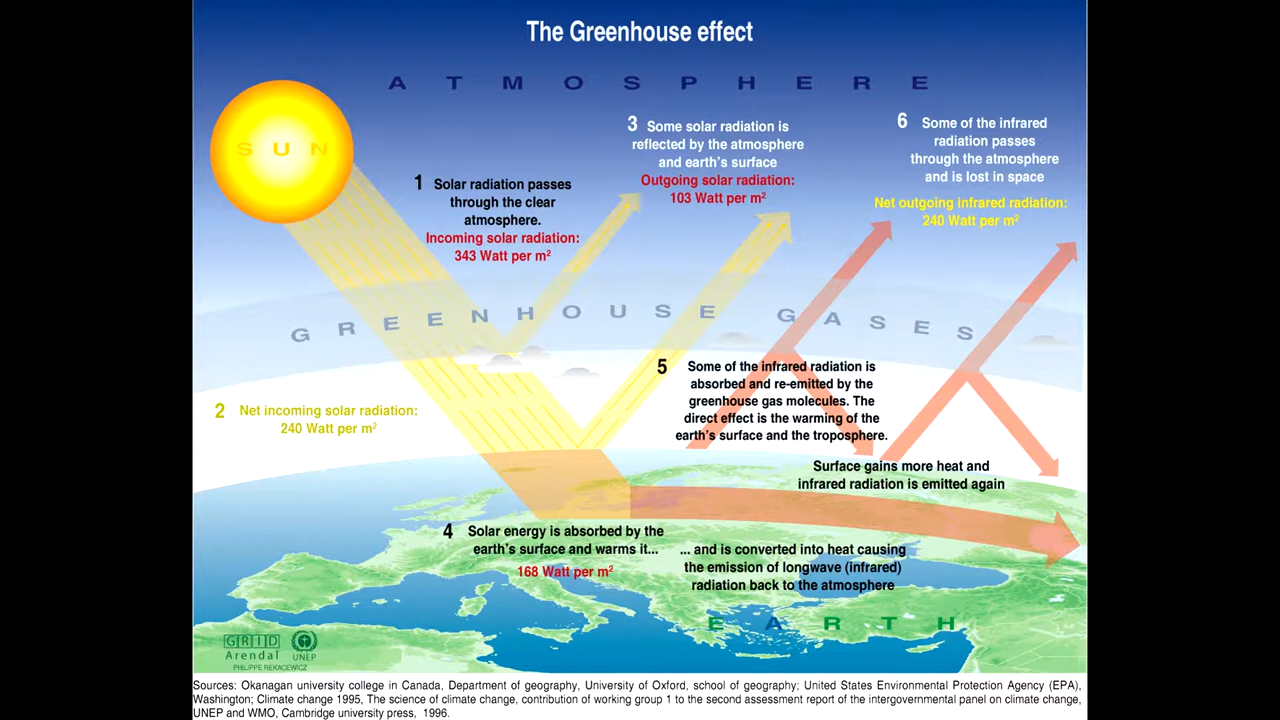 The Greenhouse effect
A T M O S P H E R E
S U N
1 Solar radiation passes
through the clear
atmosphere.
Incoming solar radiation:
343 Watt per m²
3 Some solar radiation is
reflected by the atmosphere
and earth's surface
Outgoing solar radiation:
103 Watt per m²
6 Some of the infrared
radiation passes
through the atmosphere
and is lost in space
Net outgoing infrared radiation:
240 Watt per m²
G R E E N H O U S E G A S E S
2 Net incoming solar radiation:
240 Watt per m²
5 Some of the infrared radiation is
absorbed and re-emitted by the
greenhouse gas molecules. The
direct effect is the warming of the
earth's surface and the troposphere.
Surface gains more heat and
infrared radiation is emitted again
4 Solar energy is absorbed by the
earth's surface and warms it...
168 Watt per m²
... and is converted into heat causing
the emission of longwave (infrared)
radiation back to the atmosphere
E A R T H
GRID
Arendal UNEP
PHILIPPE REKACEWICZ
Sources: Okanagan university college in Canada, Department of geography, University of Oxford, school of geography; United States Environmental Protection Agency (EPA),
Washington; Climate change 1995, The science of climate change, contribution of working group 1 to the second assessment report of the intergovernmental panel on climate change,
UNEP and WMO, Cambridge university press, 1996.